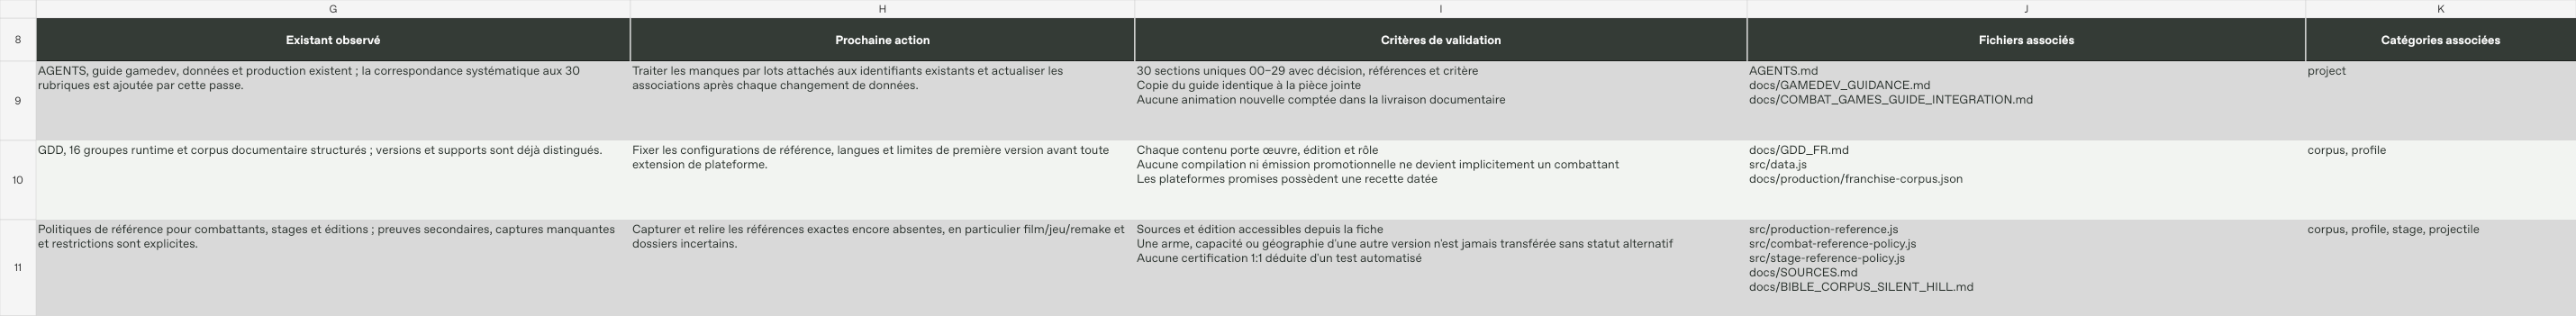 G H I J K
8 Existant observé Prochaine action Critères de validation Fichiers associés Catégories associées
9
AGENTS, guide gamedev, données et production existent ; la correspondance systématique aux 30
rubriques est ajoutée par cette passe.
Traiter les manques par lots attachés aux identifiants existants et actualiser les
associations après chaque changement de données.
30 sections uniques 00–29 avec décision, références et critère
Copie du guide identique à la pièce jointe
Aucune animation nouvelle comptée dans la livraison documentaire
AGENTS.md
docs/GAMEDEV_GUIDANCE.md
docs/COMBAT_GAMES_GUIDE_INTEGRATION.md
project
10
GDD, 16 groupes runtime et corpus documentaire structurés ; versions et supports sont déjà distingués.
Fixer les configurations de référence, langues et limites de première version avant toute
extension de plateforme.
Chaque contenu porte œuvre, édition et rôle
Aucune compilation ni émission promotionnelle ne devient implicitement un combattant
Les plateformes promises possèdent une recette datée
docs/GDD_FR.md
src/data.js
docs/production/franchise-corpus.json
corpus, profile
11
Politiques de référence pour combattants, stages et éditions ; preuves secondaires, captures manquantes
et restrictions sont explicites.
Capturer et relire les références exactes encore absentes, en particulier film/jeu/remake et
dossiers incertains.
Sources et édition accessibles depuis la fiche
Une arme, capacité ou géographie d'une autre version n'est jamais transférée sans statut alternatif
Aucune certification 1:1 déduite d'un test automatisé
src/production-reference.js
src/combat-reference-policy.js
src/stage-reference-policy.js
docs/SOURCES.md
docs/BIBLE_CORPUS_SILENT_HILL.md
corpus, profile, stage, projectile